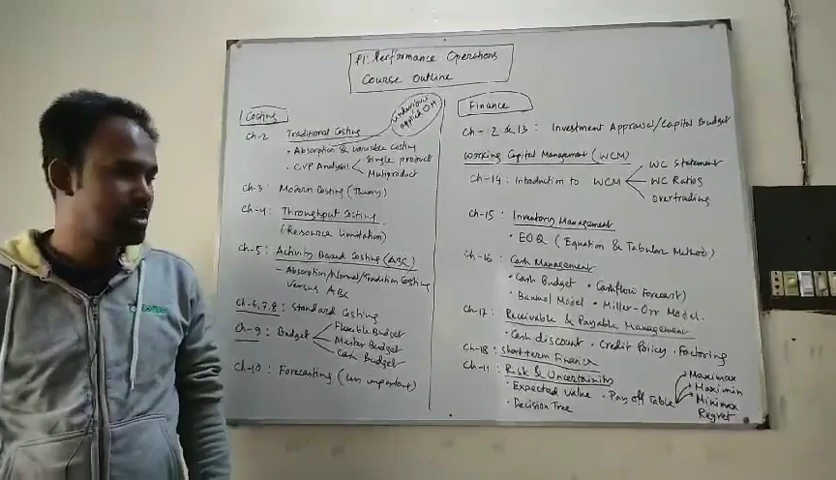 P1: Performance Operations
Course Outline
Costing
Ch-2 Traditional Costing
• Absorption & variable costing
• CVP Analysis
Single product
Multiproduct
Ch-3: Modern Costing (Theory)
Ch-4: Throughput Costing
(Resource Limitation)
Ch-5: Activity Based Costing (ABC)
- Absorption/Normal/Tradition Costing
versus ABC
Ch-6,7,8: Standard Costing
Ch-9: Budget
Flexible Budget
Master Budget
Cash Budget
Ch-10: Forecasting (Un important)
Finance
Ch-2 & 13: Investment Appraisal/Capital Budget
Working Capital Management (WCM)
Ch-14: Intoduction to WCM
WC Statement
WC Ratios
overtrading
Ch-15: Inventory Management
• EOQ (Equation & Tabular Method)
Ch-16: Cash Management
• Cash Budget • Cashflow Forecast)
• Baumol Model • Miller-Orr Model.
Ch-17: Receivable & Payable Management
• Cash discount • Credit Policy • Factoring
Ch-18: Short term Finance
Ch-11: Risk & Uncertainity
• Expected value • Pay off Table
Maximax
Maximin
Minimax
Regret
• Decision Tree